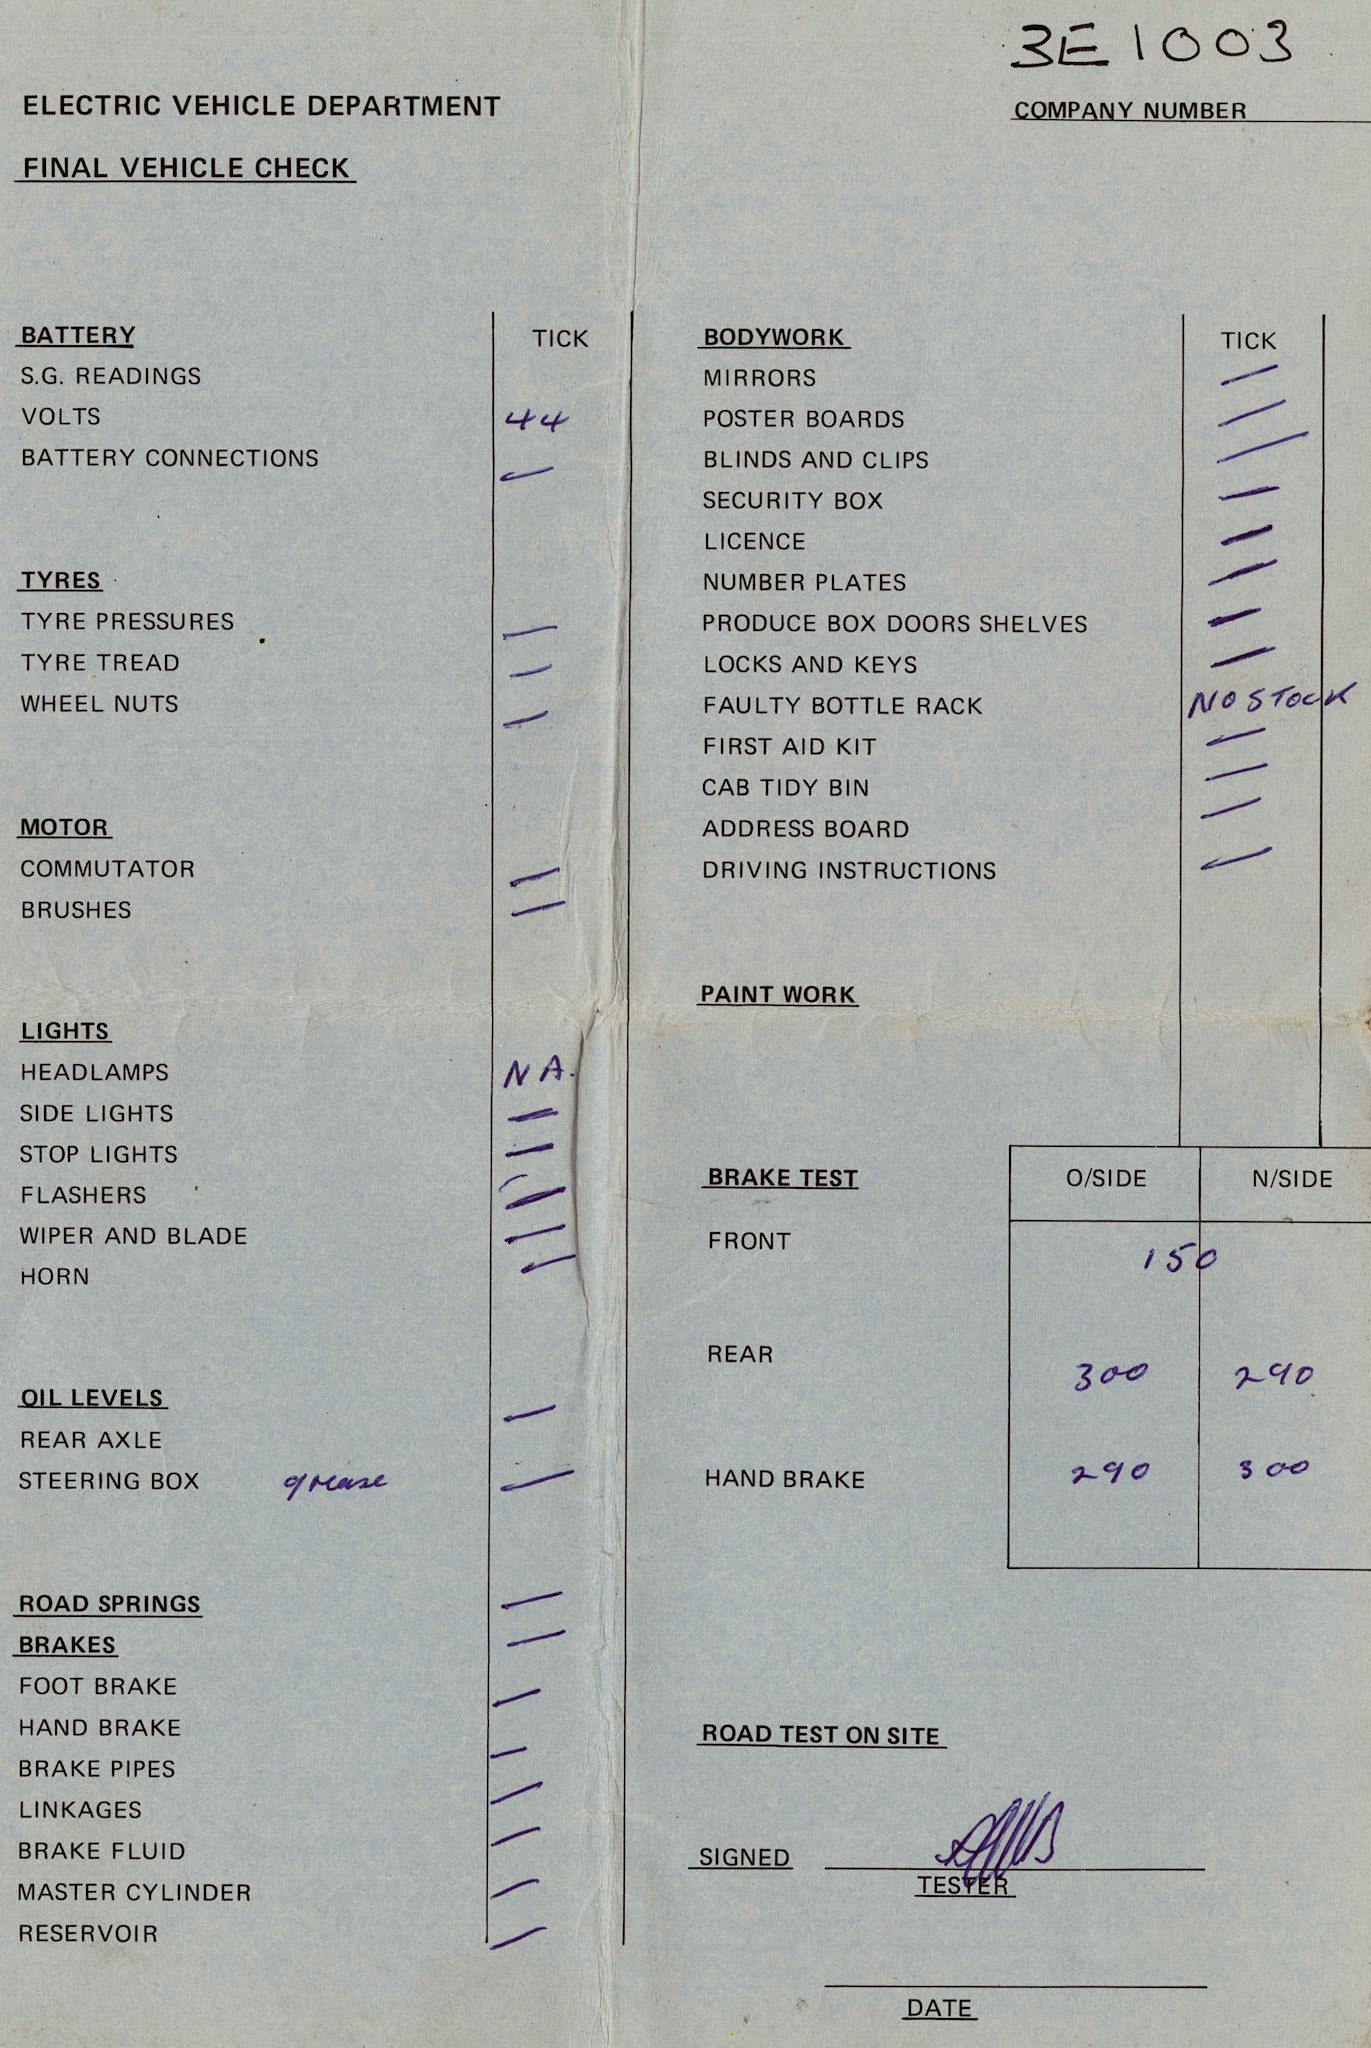 3E1003
COMPANY NUMBER
ELECTRIC VEHICLE DEPARTMENT
FINAL VEHICLE CHECK
BATTERY TICK
S.G. READINGS
VOLTS 44
BATTERY CONNECTIONS
TYRES
TYRE PRESSURES
TYRE TREAD
WHEEL NUTS
MOTOR
COMMUTATOR
BRUSHES
LIGHTS
HEADLAMPS NA.
SIDE LIGHTS
STOP LIGHTS
FLASHERS
WIPER AND BLADE
HORN
OIL LEVELS
REAR AXLE
STEERING BOX grease
ROAD SPRINGS
BRAKES
FOOT BRAKE
HAND BRAKE
BRAKE PIPES
LINKAGES
BRAKE FLUID
MASTER CYLINDER
RESERVOIR
BODYWORK TICK
MIRRORS
POSTER BOARDS
BLINDS AND CLIPS
SECURITY BOX
LICENCE
NUMBER PLATES
PRODUCE BOX DOORS SHELVES
LOCKS AND KEYS
FAULTY BOTTLE RACK NO STOCK
FIRST AID KIT
CAB TIDY BIN
ADDRESS BOARD
DRIVING INSTRUCTIONS
PAINT WORK
BRAKE TEST O/SIDE N/SIDE
FRONT 150
REAR 300 290
HAND BRAKE 290 300
ROAD TEST ON SITE
SIGNED
TESTER
DATE